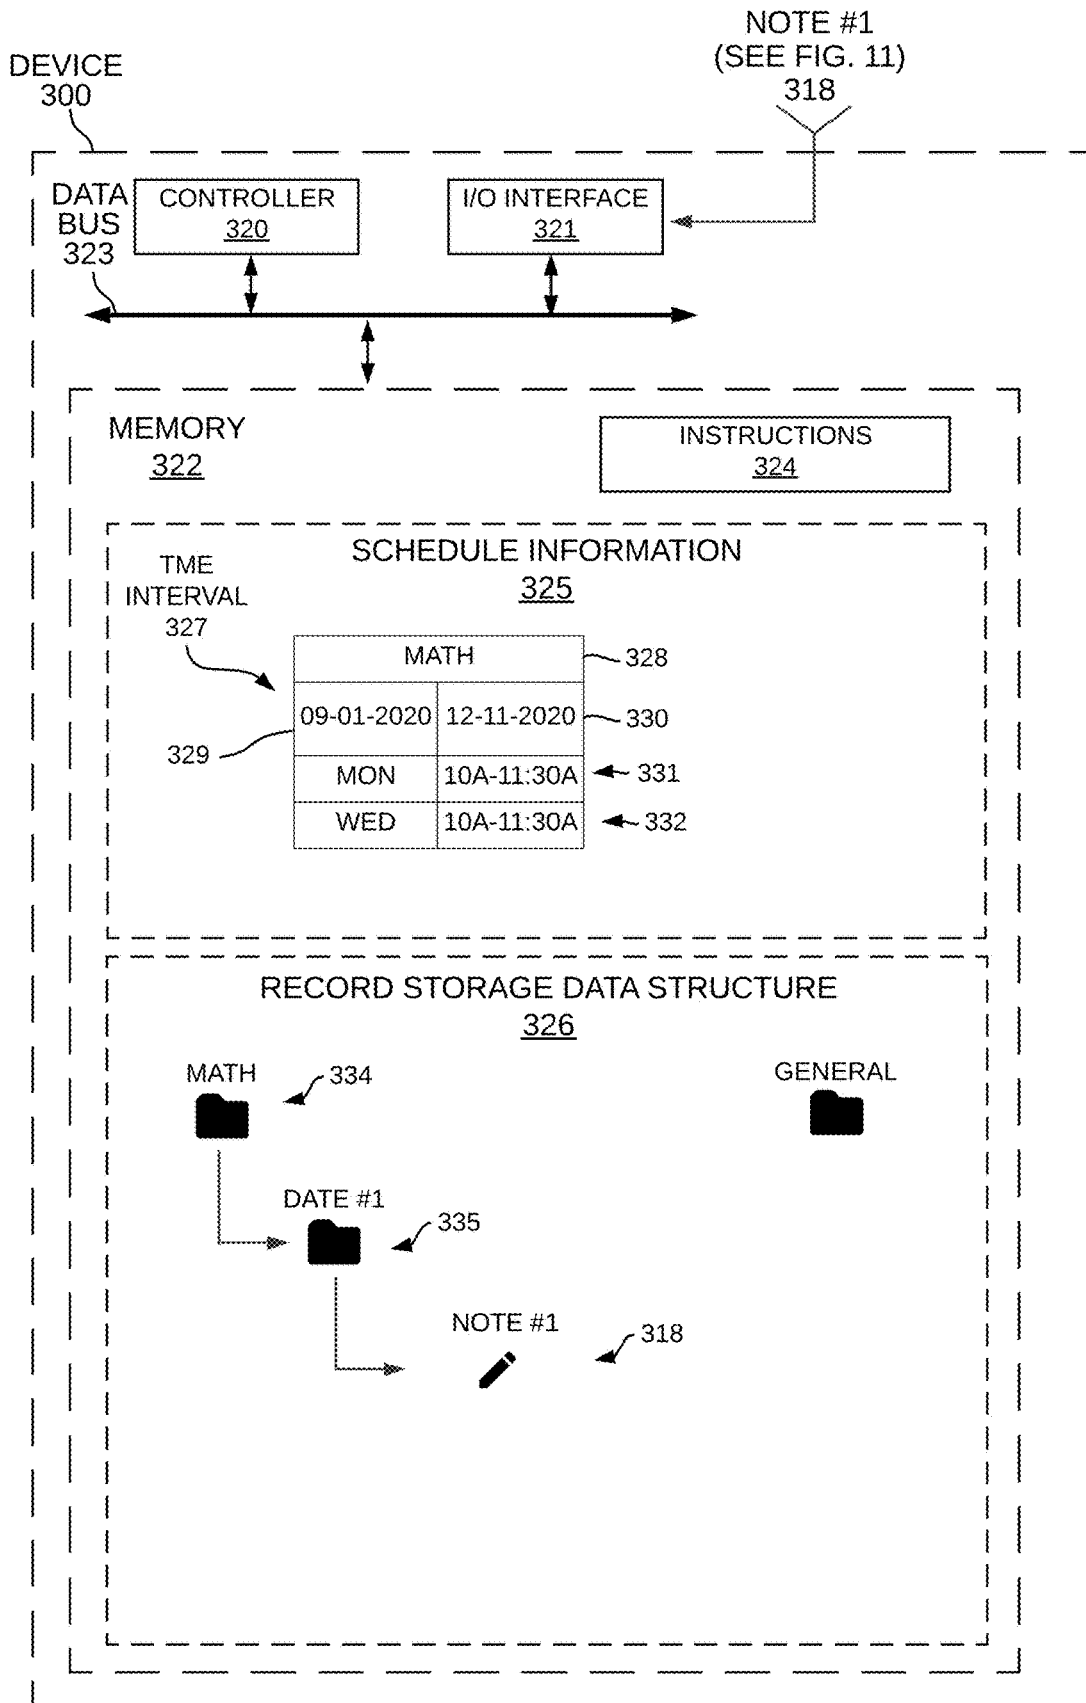 NOTE #1
(SEE FIG. 11)
318
DEVICE
300
DATA
BUS
323
CONTROLLER
320
I/O INTERFACE
321
MEMORY
322
INSTRUCTIONS
324
SCHEDULE INFORMATION
325
TME
INTERVAL
327
MATH
328
09-01-2020 12-11-2020
330
329
MON 10A-11:30A
331
WED 10A-11:30A
332
RECORD STORAGE DATA STRUCTURE
326
MATH
334
GENERAL
DATE #1
335
NOTE #1
318